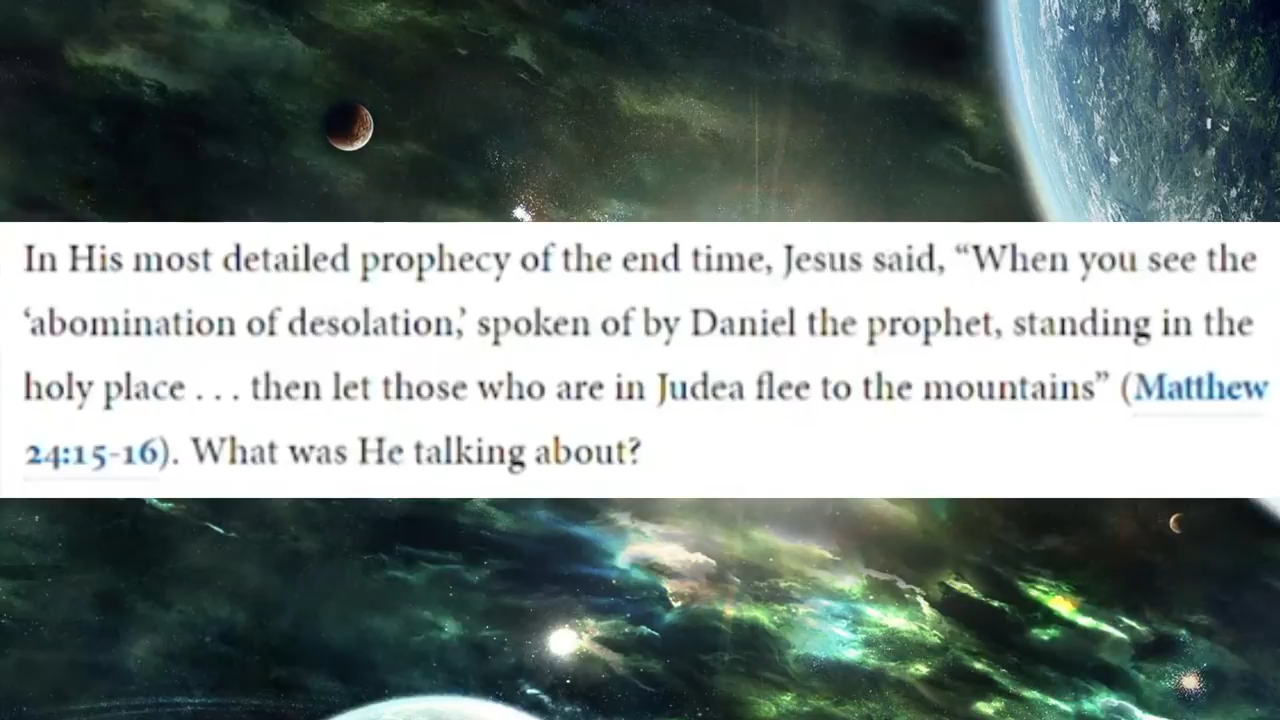 In His most detailed prophecy of the end time, Jesus said, “When you see the
‘abomination of desolation,’ spoken of by Daniel the prophet, standing in the
holy place . . . then let those who are in Judea flee to the mountains” (Matthew
24:15-16). What was He talking about?